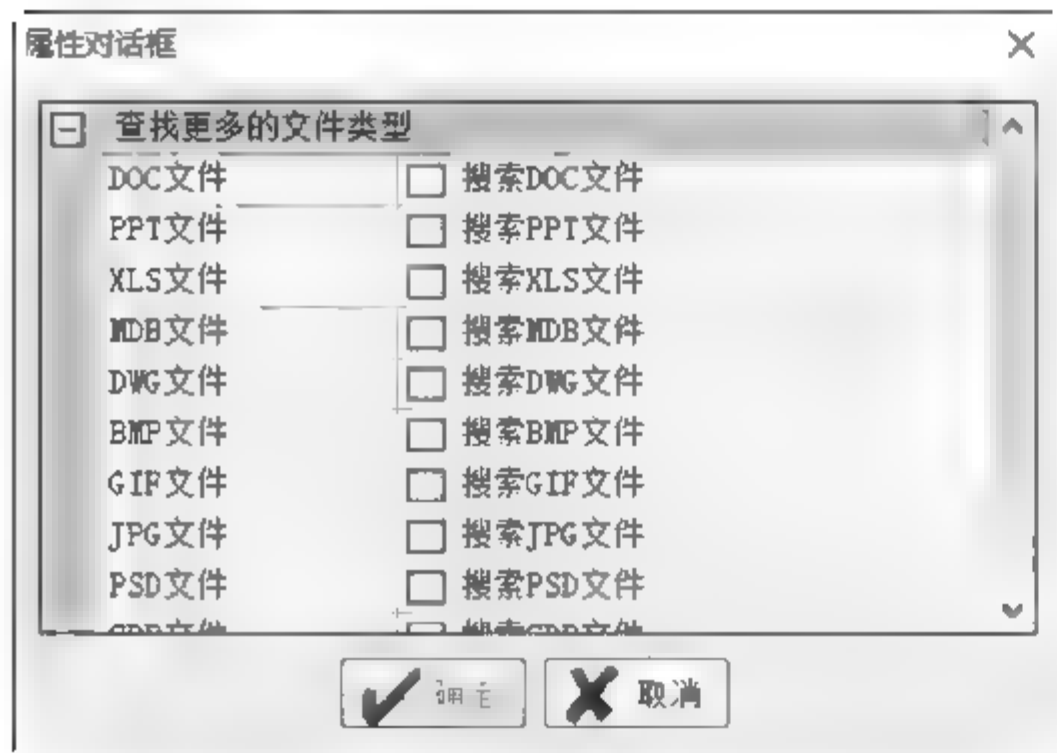 属性对话框
查找更多的文件类型
DOC文件 搜索DOC文件
PPT文件 搜索PPT文件
XLS文件 搜索XLS文件
MDB文件 搜索MDB文件
DWG文件 搜索DWG文件
BMP文件 搜索BMP文件
GIF文件 搜索GIF文件
JPG文件 搜索JPG文件
PSD文件 搜索PSD文件
取消